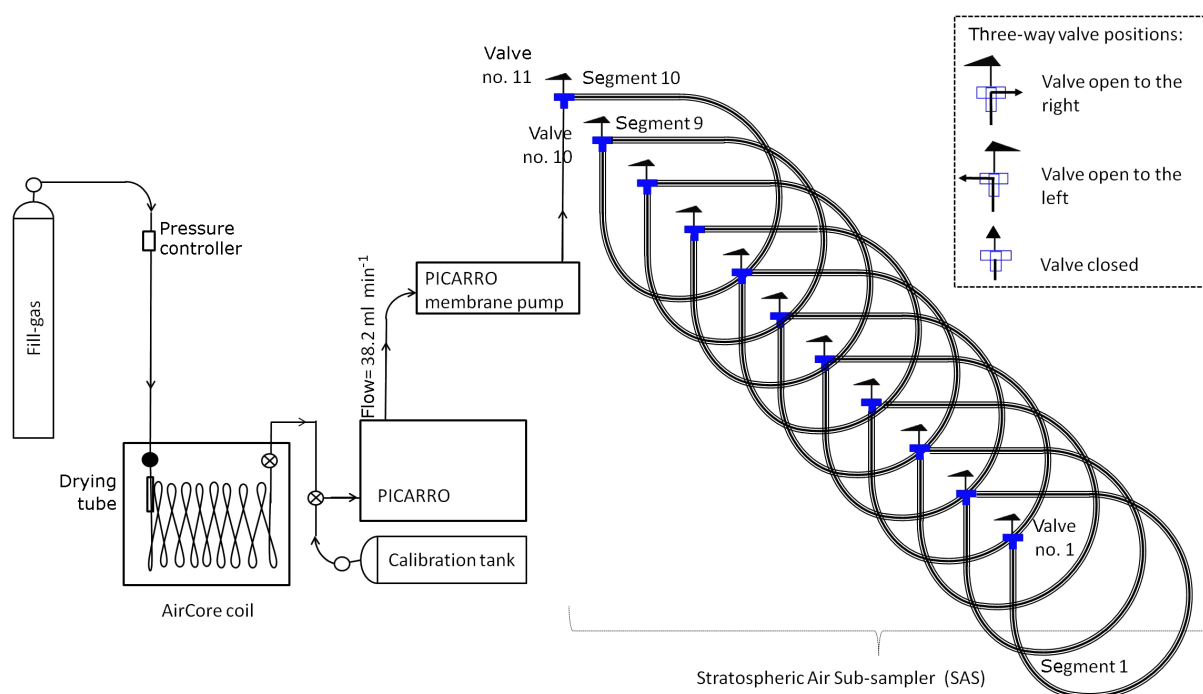 Three-way valve positions:
Valve open to the
right
Valve open to the
left
Valve closed
Valve
no. 11
Segment 10
Segment 9
Valve
no. 10
Pressure
controller
Fill-gas
Flow= 38.2 ml min⁻¹
PICARRO
membrane pump
Drying
tube
PICARRO
Calibration tank
AirCore coil
Valve
no. 1
Segment 1
Stratospheric Air Sub-sampler (SAS)